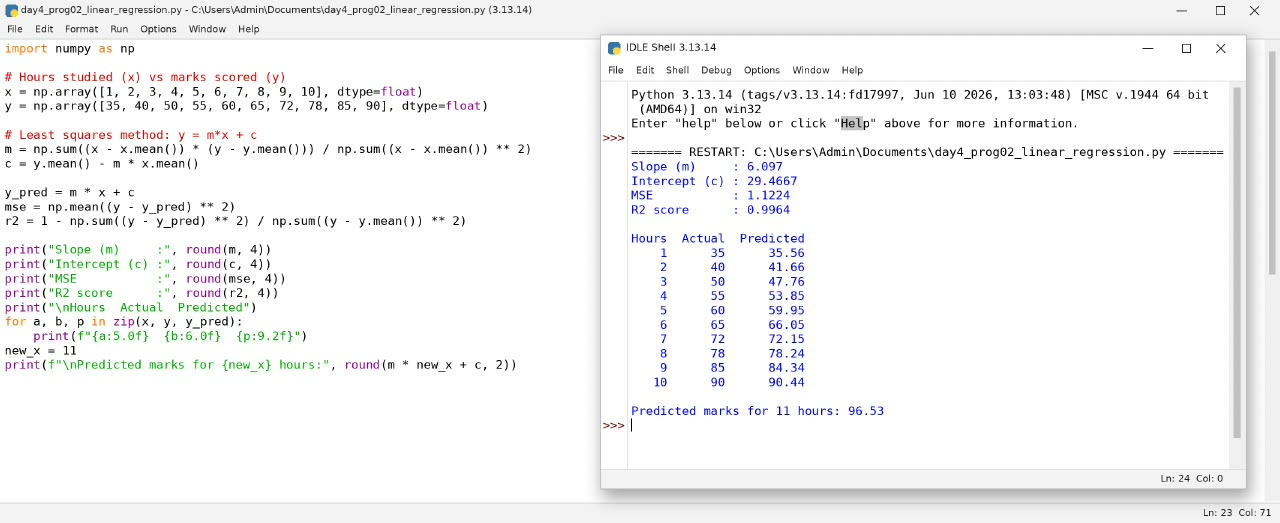 day4_prog02_linear_regression.py - C:\Users\Admin\Documents\day4_prog02_linear_regression.py (3.13.14)
File Edit Format Run Options Window Help
import numpy as np

# Hours studied (x) vs marks scored (y)
x = np.array([1, 2, 3, 4, 5, 6, 7, 8, 9, 10], dtype=float)
y = np.array([35, 40, 50, 55, 60, 65, 72, 78, 85, 90], dtype=float)

# Least squares method: y = m*x + c
m = np.sum((x - x.mean()) * (y - y.mean())) / np.sum((x - x.mean()) ** 2)
c = y.mean() - m * x.mean()

y_pred = m * x + c
mse = np.mean((y - y_pred) ** 2)
r2 = 1 - np.sum((y - y_pred) ** 2) / np.sum((y - y.mean()) ** 2)

print("Slope (m)     :", round(m, 4))
print("Intercept (c) :", round(c, 4))
print("MSE           :", round(mse, 4))
print("R2 score      :", round(r2, 4))
print("\nHours  Actual  Predicted")
for a, b, p in zip(x, y, y_pred):
    print(f"{a:5.0f}  {b:6.0f}  {p:9.2f}")
new_x = 11
print(f"\nPredicted marks for {new_x} hours:", round(m * new_x + c, 2))
Ln: 23 Col: 71
IDLE Shell 3.13.14
File Edit Shell Debug Options Window Help
Python 3.13.14 (tags/v3.13.14:fd17997, Jun 10 2026, 13:03:48) [MSC v.1944 64 bit
 (AMD64)] on win32
Enter "help" below or click "Help" above for more information.
>>>
======= RESTART: C:\Users\Admin\Documents\day4_prog02_linear_regression.py =======
Slope (m)     : 6.097
Intercept (c) : 29.4667
MSE           : 1.1224
R2 score      : 0.9964

Hours  Actual  Predicted
    1      35      35.56
    2      40      41.66
    3      50      47.76
    4      55      53.85
    5      60      59.95
    6      65      66.05
    7      72      72.15
    8      78      78.24
    9      85      84.34
   10      90      90.44

Predicted marks for 11 hours: 96.53
>>>
Ln: 24 Col: 0